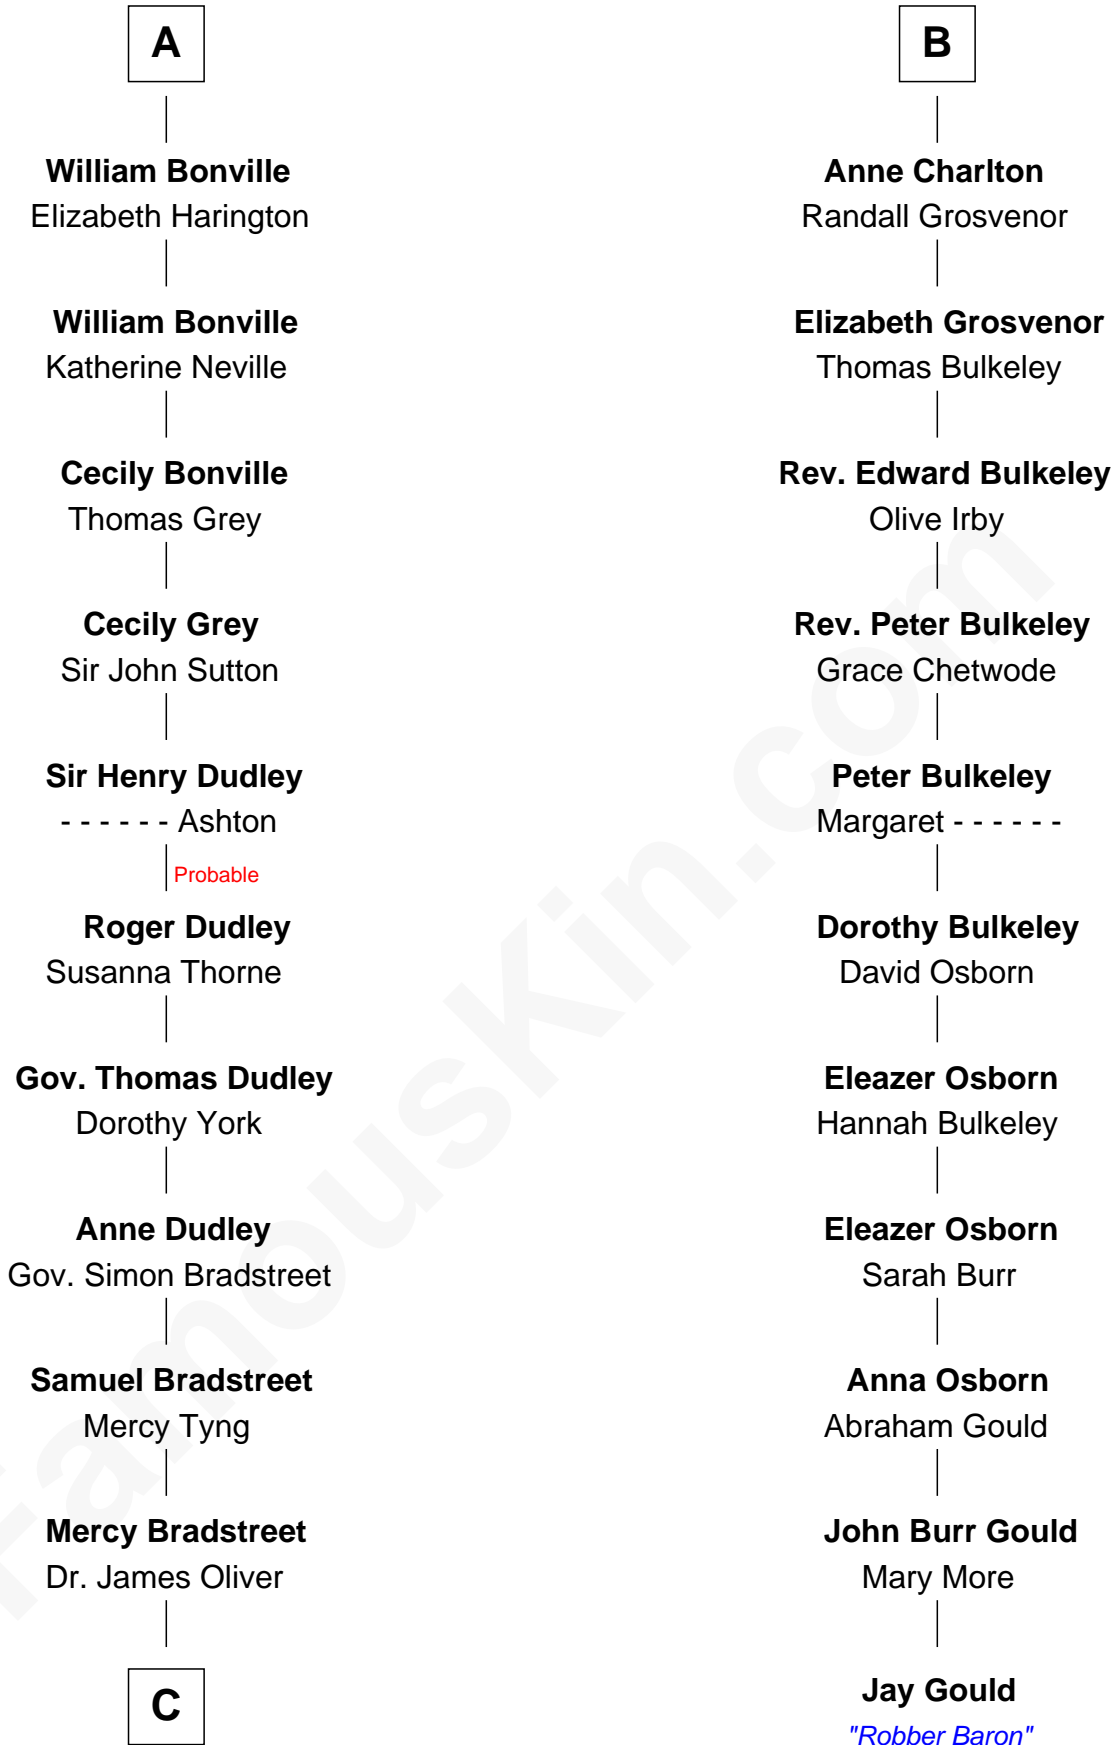 A
William Bonville
Elizabeth Harington
William Bonville
Katherine Neville
Cecily Bonville
Thomas Grey
Cecily Grey
Sir John Sutton
Sir Henry Dudley
- - - - - - Ashton
Probable
Roger Dudley
Susanna Thorne
Gov. Thomas Dudley
Dorothy York
Anne Dudley
Gov. Simon Bradstreet
Samuel Bradstreet
Mercy Tyng
Mercy Bradstreet
Dr. James Oliver
C
B
Anne Charlton
Randall Grosvenor
Elizabeth Grosvenor
Thomas Bulkeley
Rev. Edward Bulkeley
Olive Irby
Rev. Peter Bulkeley
Grace Chetwode
Peter Bulkeley
Margaret - - - - - -
Dorothy Bulkeley
David Osborn
Eleazer Osborn
Hannah Bulkeley
Eleazer Osborn
Sarah Burr
Anna Osborn
Abraham Gould
John Burr Gould
Mary More
Jay Gould
"Robber Baron"
FamousKin.com